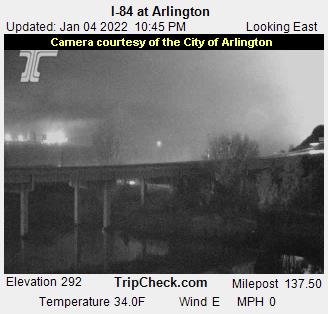 I-84 at Arlington
Updated: Jan 04 2022 10:45 PM Looking East
Camera courtesy of the City of Arlington
Elevation 292 TripCheck.com Milepost 137.50
Temperature 34.0F Wind E MPH 0